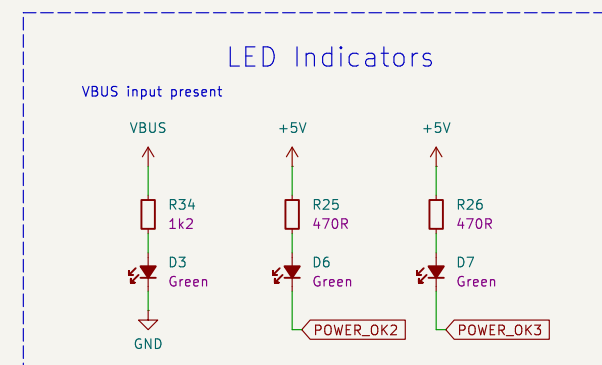 LED Indicators
VBUS input present
VBUS
+5V
+5V
R34
1k2
R25
470R
R26
470R
D3
Green
D6
Green
D7
Green
POWER_OK2
POWER_OK3
GND